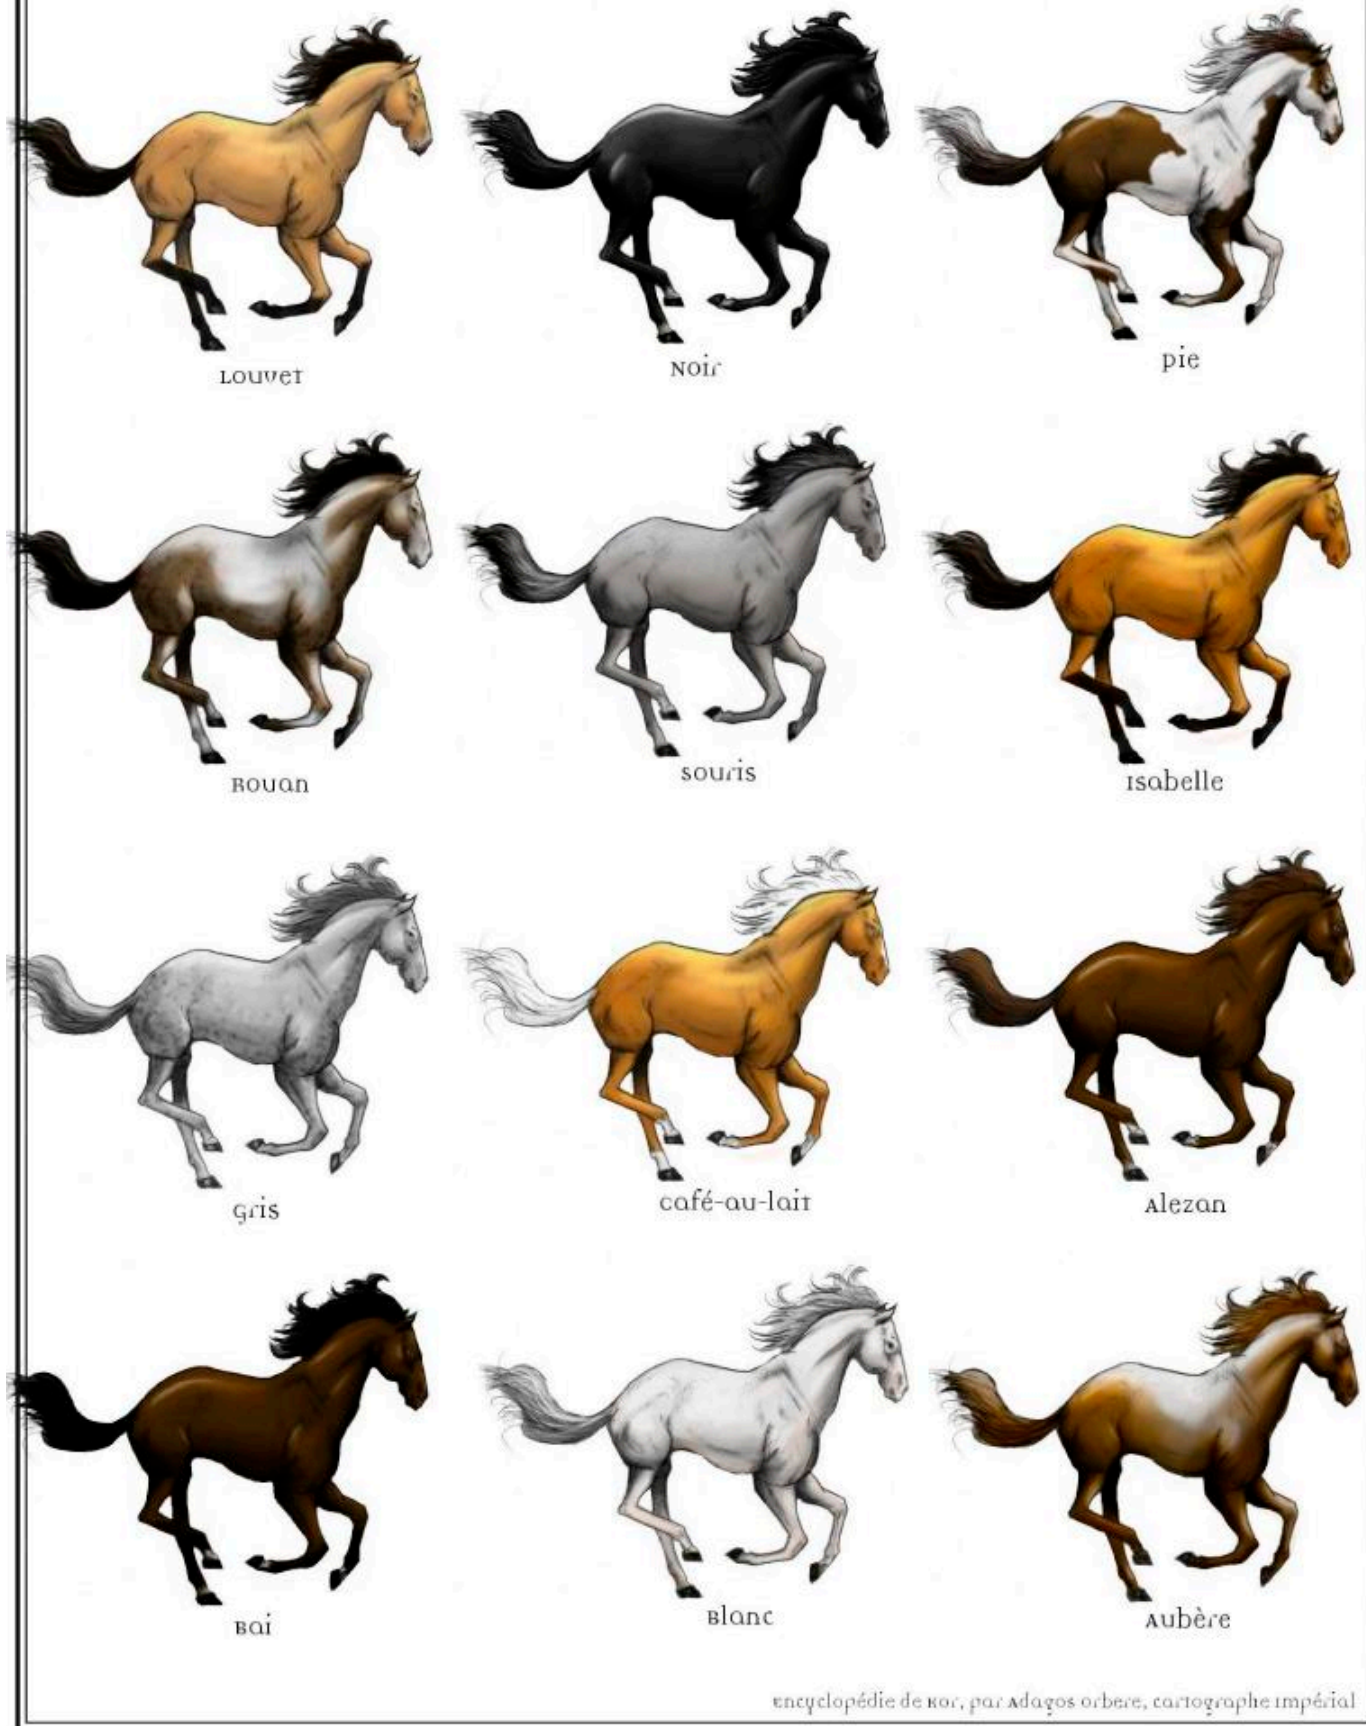 Louvet
Noir
Pie
Rouan
Souris
Isabelle
Gris
Café-au-lait
Alezan
Bai
Blanc
Aubère
Encyclopédie de Kor, par Adagos Orbere, cartographe impérial